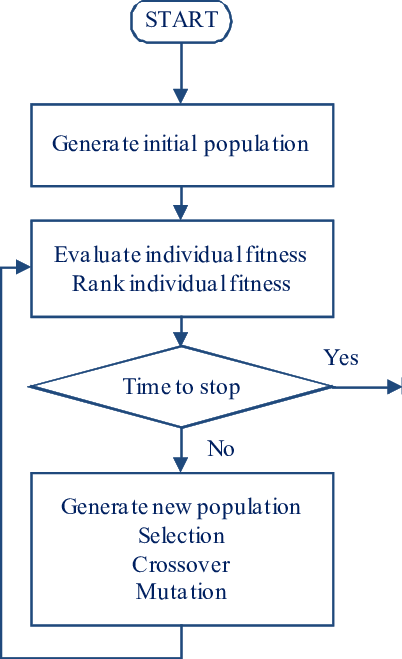 START
Generate initial population
Evaluate individual fitness
Rank individual fitness
Time to stop
Yes
No
Generate new population
Selection
Crossover
Mutation